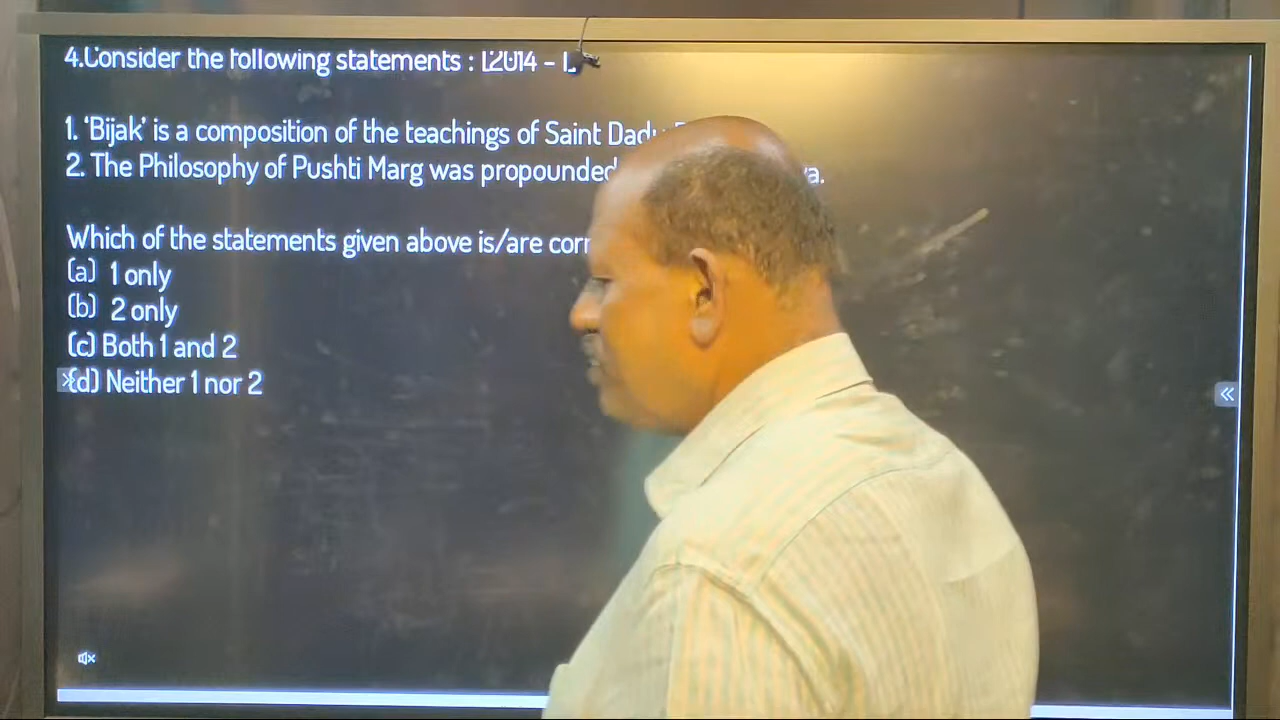 4.Consider the following statements : [2014 –
1. ‘Bijak’ is a composition of the teachings of Saint
2. The Philosophy of Pushti Marg was propounded
Which of the statements given above is/are
(a) 1 only
(b) 2 only
(c) Both 1 and 2
(d) Neither 1 nor 2